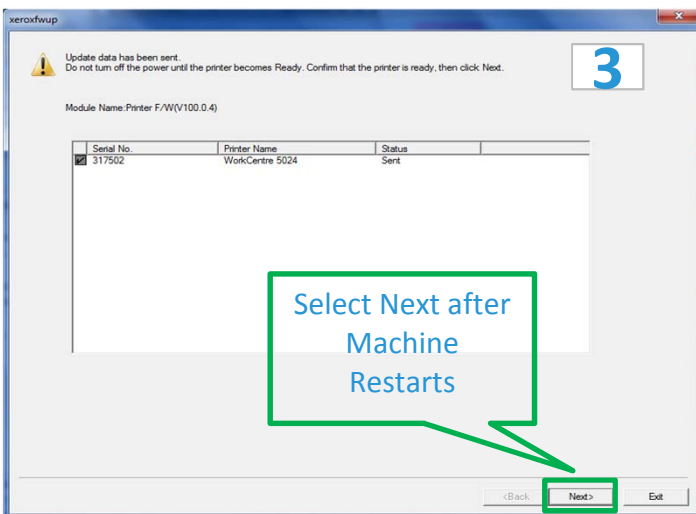 xeroxfwup
Update data has been sent.
Do not turn off the power until the printer becomes Ready. Confirm that the printer is ready, then click Next.
3
Module Name:Printer F/W(V100.0.4)
Serial No. Printer Name Status
317502 WorkCentre 5024 Sent
Select Next after
Machine
Restarts
<Back Next> Exit